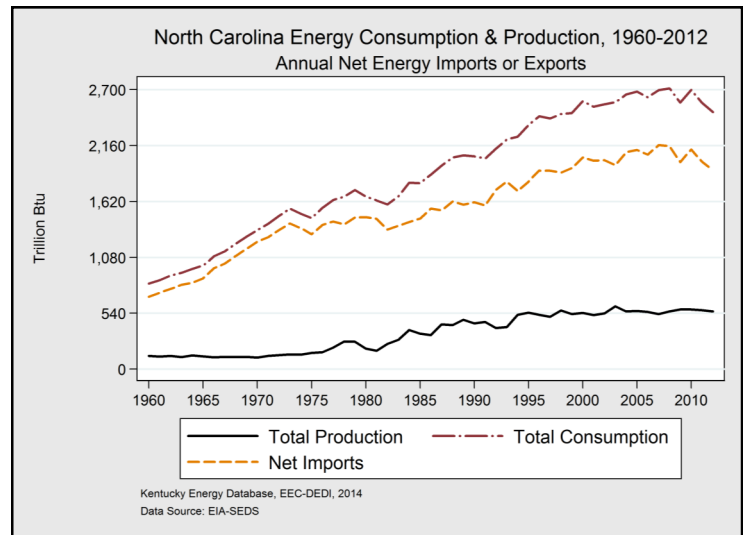 North Carolina Energy Consumption & Production, 1960-2012
Annual Net Energy Imports or Exports
Trillion Btu
2,700
2,160
1,620
1,080
540
0
1960 1965 1970 1975 1980 1985 1990 1995 2000 2005 2010
Total Production Total Consumption
Net Imports
Kentucky Energy Database, EEC-DEDI, 2014
Data Source: EIA-SEDS